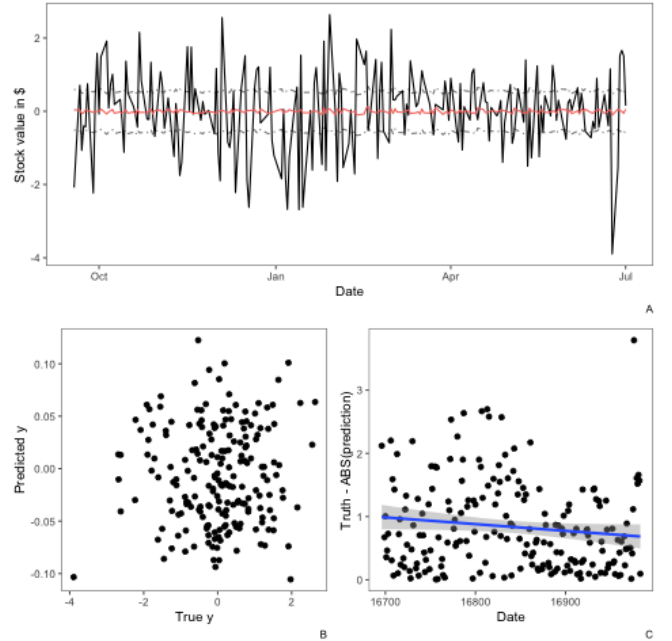 2
0
-2
-4
Stock value in $
Oct
Jan
Apr
Jul
Date
A
0.10
0.05
0.00
-0.05
-0.10
Predicted y
-4
-2
0
2
True y
B
3
2
1
0
Truth - ABS(prediction)
16700
16800
16900
Date
C